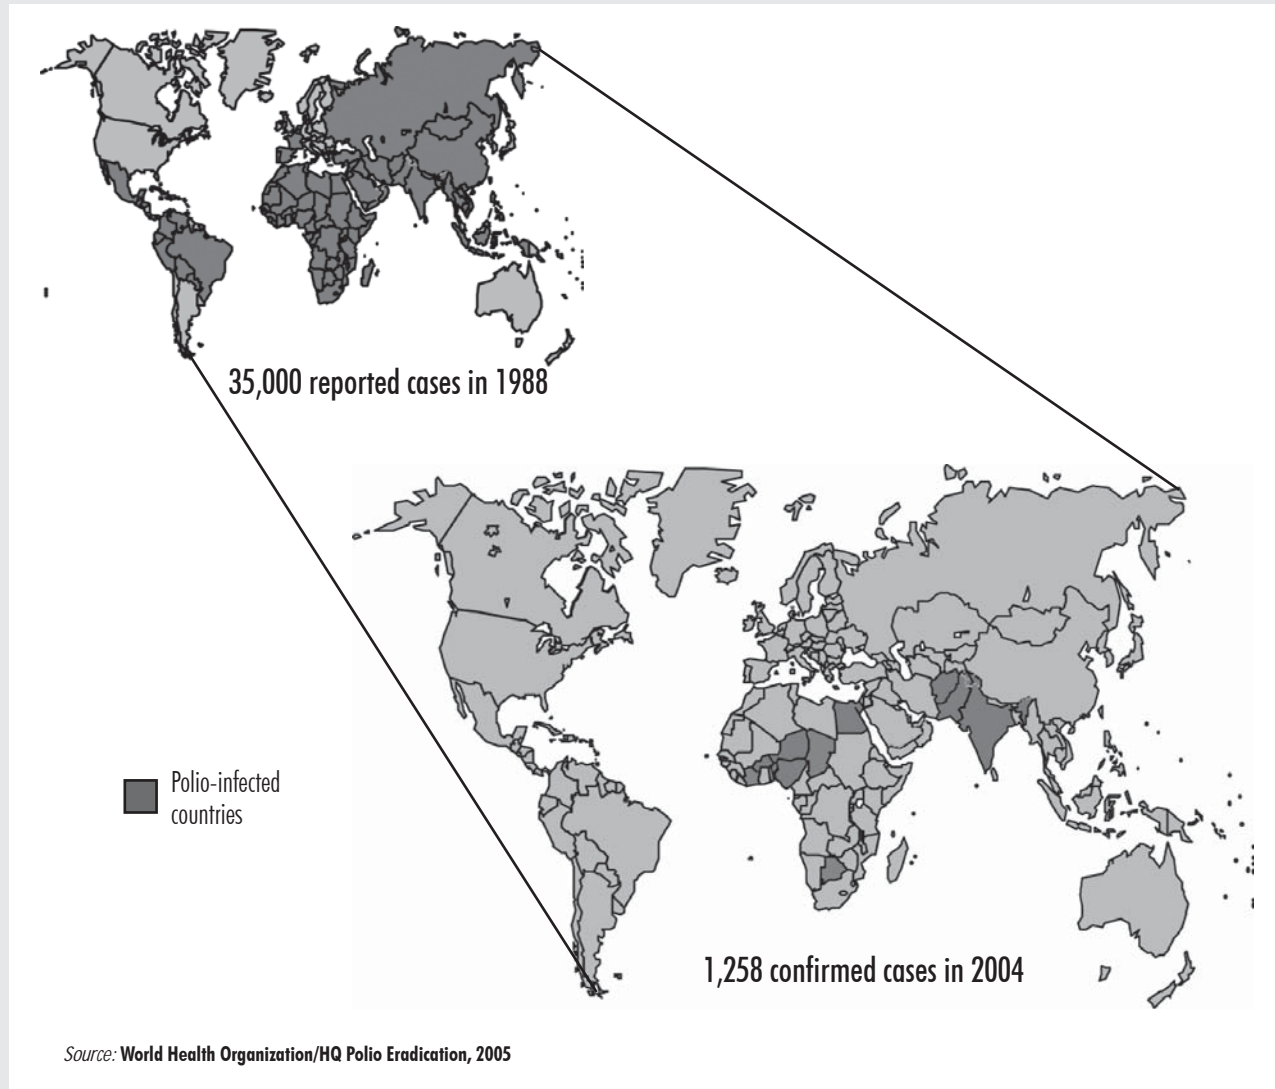 35,000 reported cases in 1988
Polio-infected
countries
1,258 confirmed cases in 2004
Source: World Health Organization/HQ Polio Eradication, 2005